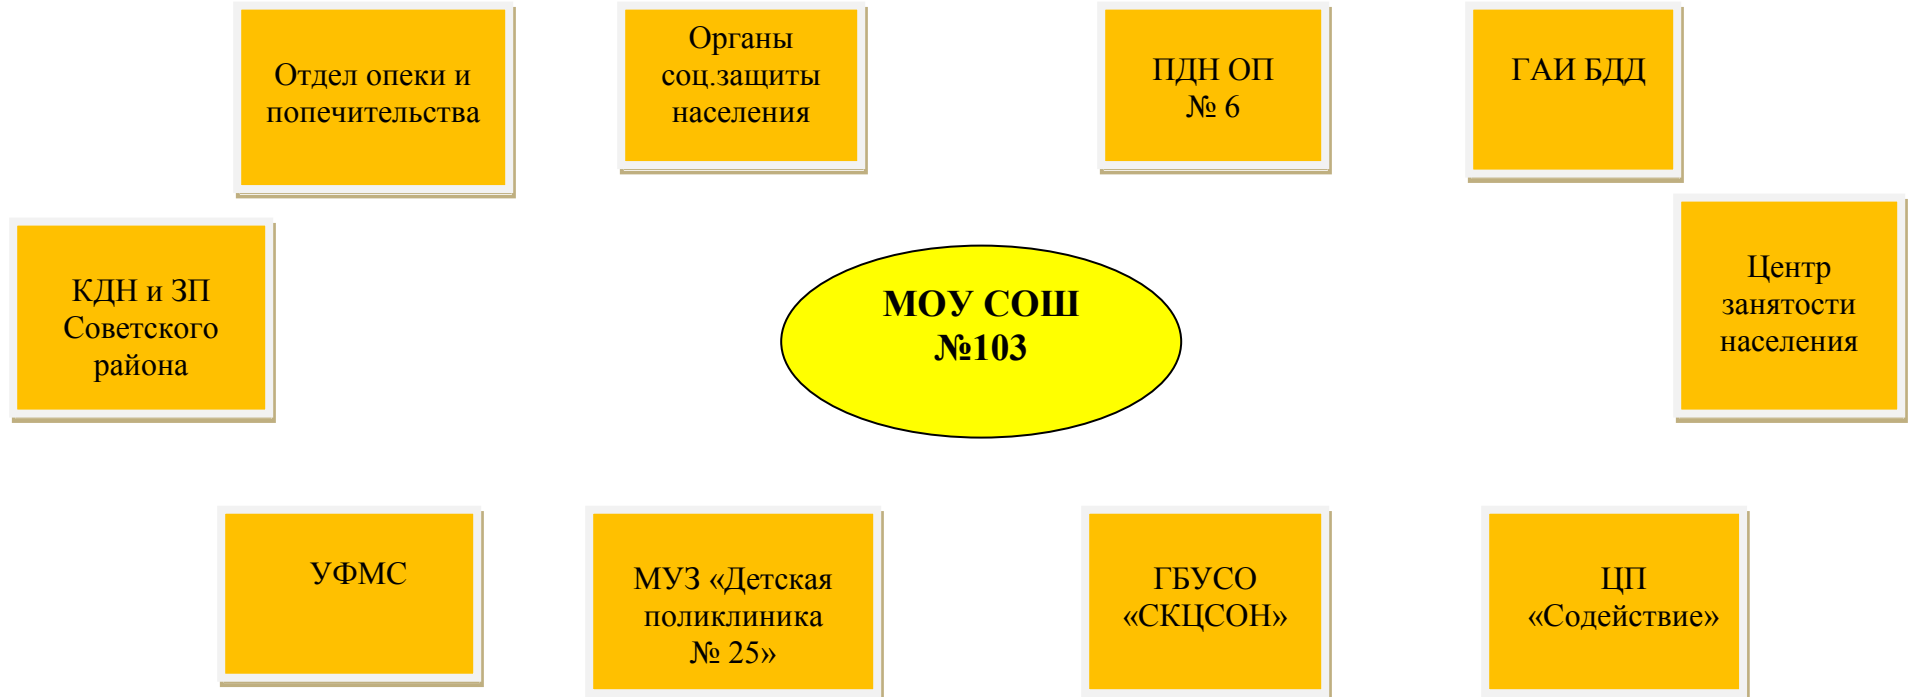 Отдел опеки и
попечительства
Органы
соц.защиты
населения
ПДН ОП
№ 6
ГАИ БДД
КДН и ЗП
Советского
района
МОУ СОШ
№103
Центр
занятости
населения
УФМС
МУЗ «Детская
поликлиника
№ 25»
ГБУСО
«СКЦСОН»
ЦП
«Содействие»